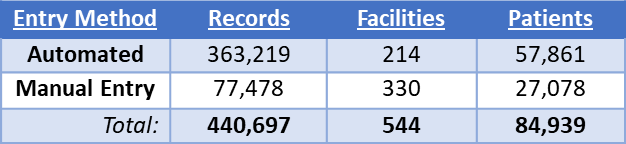 Entry Method Records Facilities Patients
Automated 363,219 214 57,861
Manual Entry 77,478 330 27,078
Total: 440,697 544 84,939